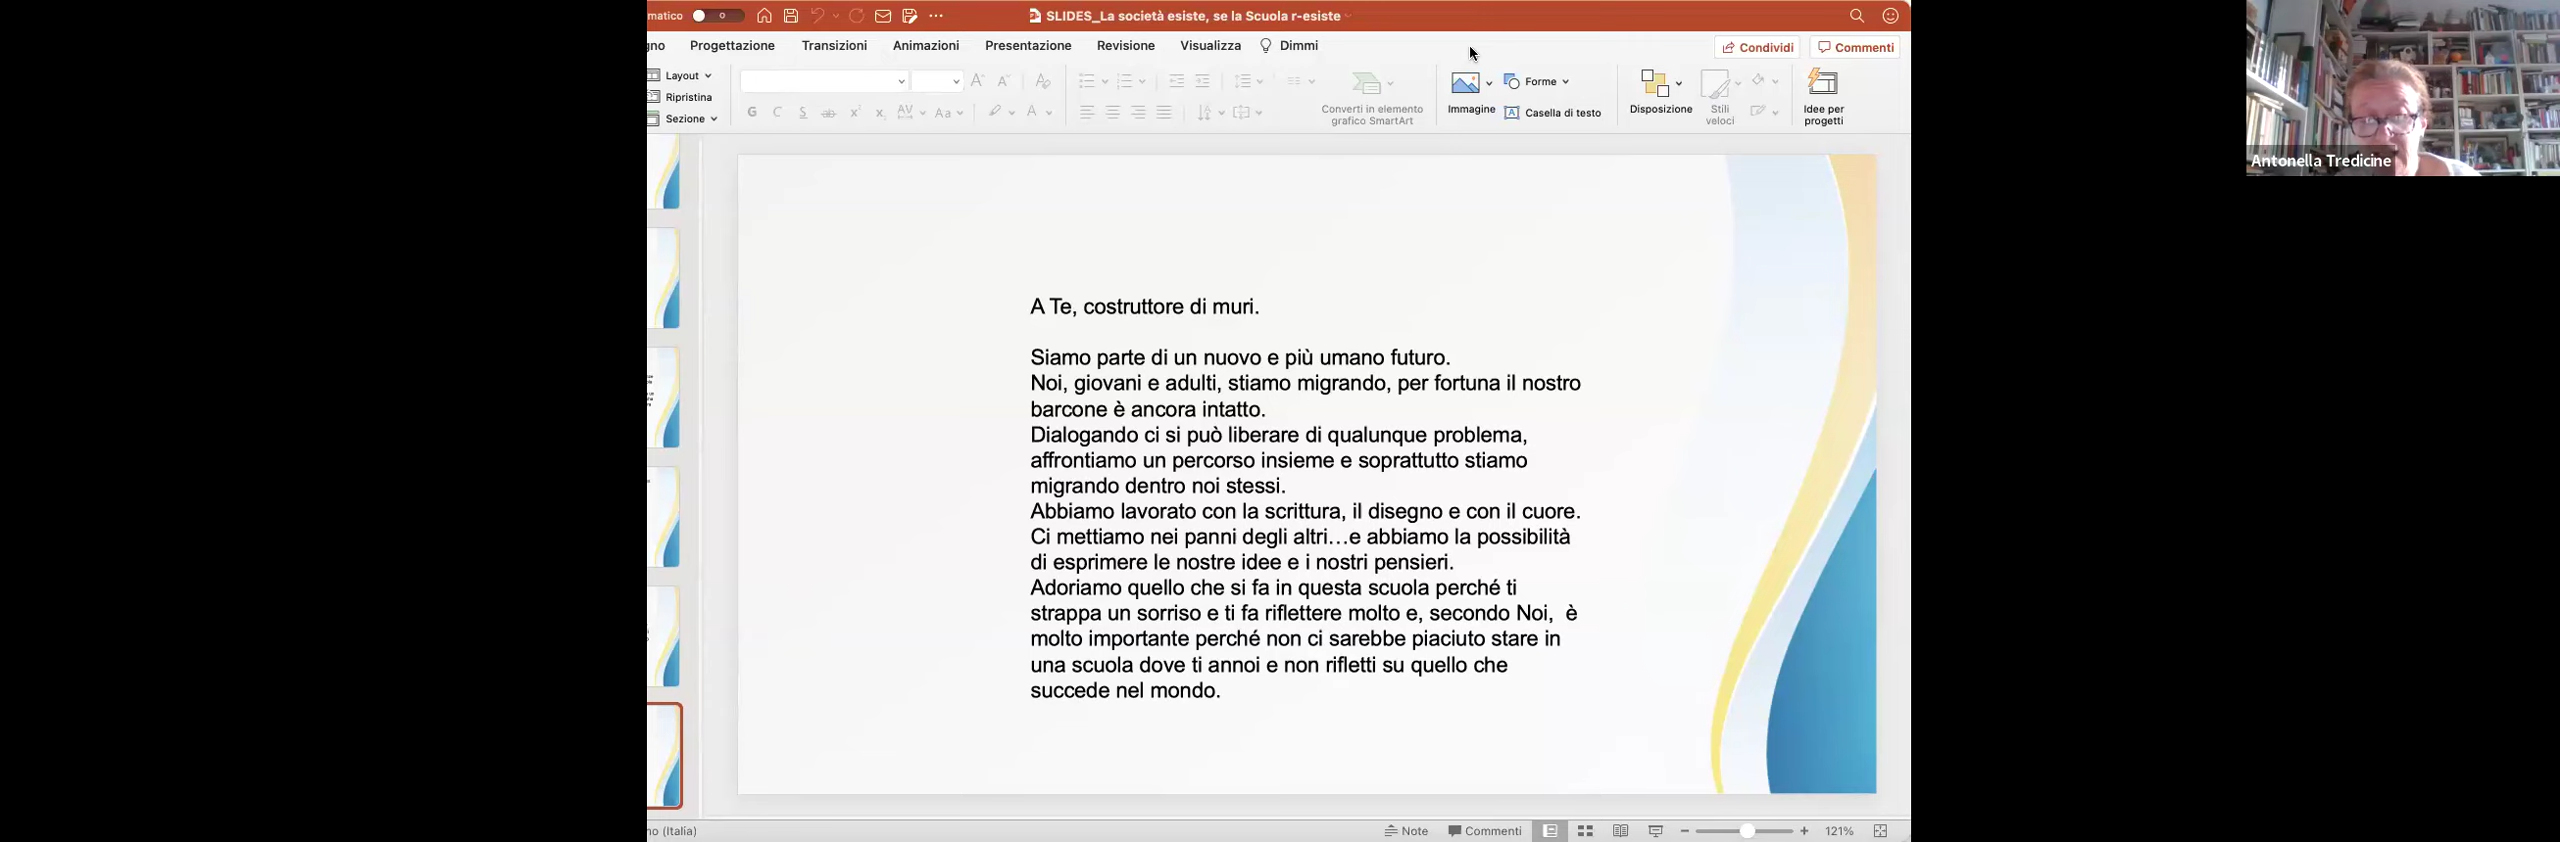 matico
SLIDES_La società esiste, se la Scuola r-esiste
gno Progettazione Transizioni Animazioni Presentazione Revisione Visualizza Dimmi
Condividi Commenti
Layout
Ripristina
Sezione
G C S ab x² x₂ AV Aa A
Converti in elemento
grafico SmartArt
Immagine
Forme
Casella di testo
Disposizione
Stili
veloci
Idee per
progetti
Antonella Tredicine
A Te, costruttore di muri.
Siamo parte di un nuovo e più umano futuro.
Noi, giovani e adulti, stiamo migrando, per fortuna il nostro
barcone è ancora intatto.
Dialogando ci si può liberare di qualunque problema,
affrontiamo un percorso insieme e soprattutto stiamo
migrando dentro noi stessi.
Abbiamo lavorato con la scrittura, il disegno e con il cuore.
Ci mettiamo nei panni degli altri…e abbiamo la possibilità
di esprimere le nostre idee e i nostri pensieri.
Adoriamo quello che si fa in questa scuola perché ti
strappa un sorriso e ti fa riflettere molto e, secondo Noi,  è
molto importante perché non ci sarebbe piaciuto stare in
una scuola dove ti annoi e non rifletti su quello che
succede nel mondo.
no (Italia)
Note Commenti 121%